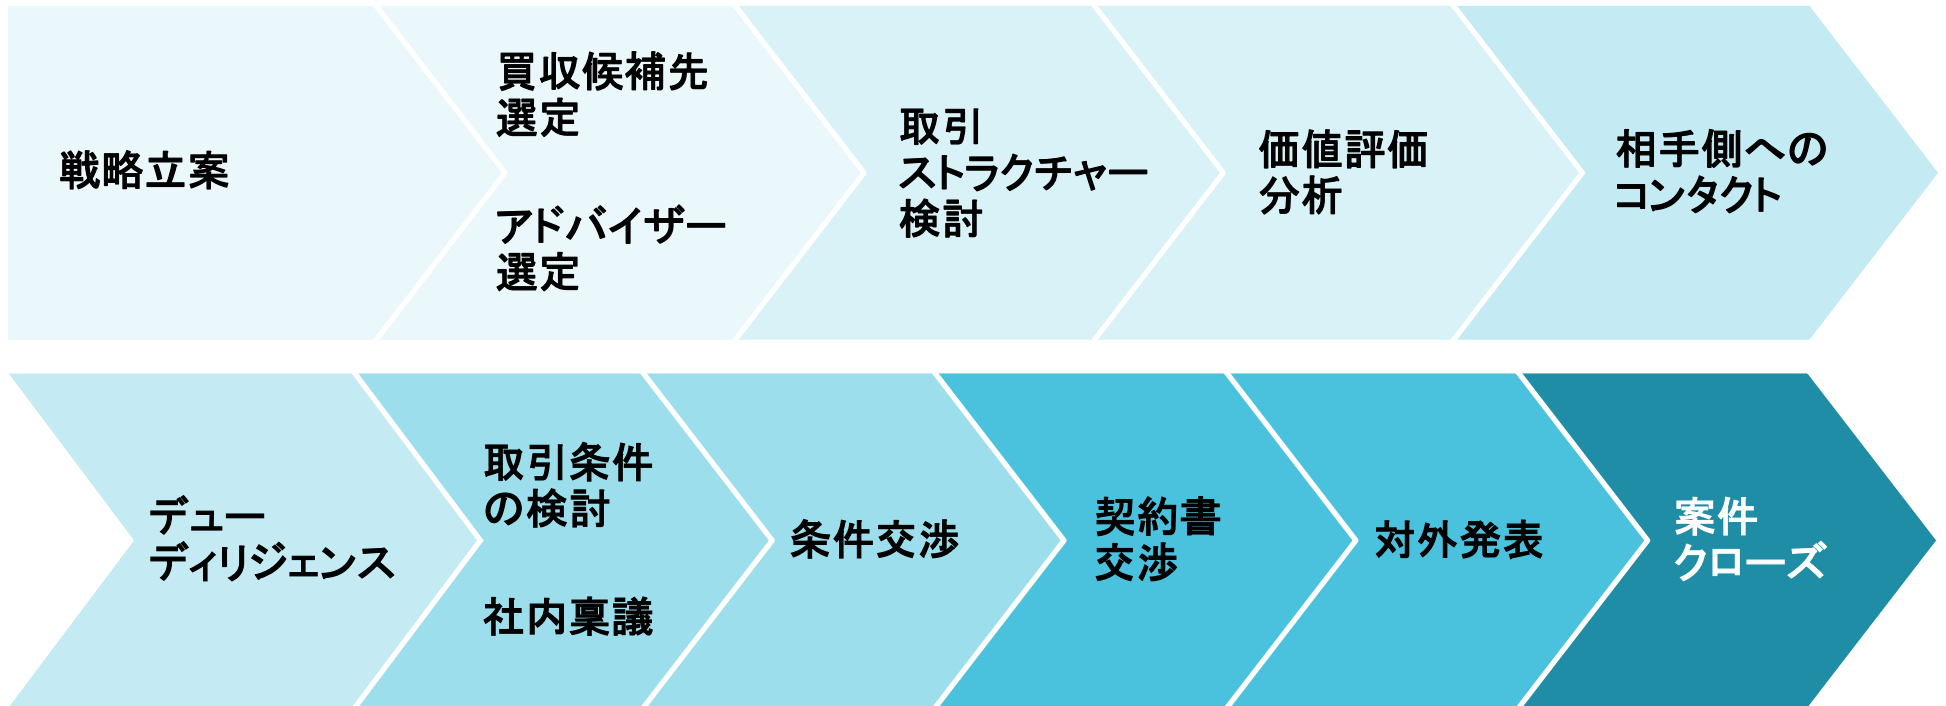 戦略立案
買収候補先
選定
アドバイザー
選定
取引
ストラクチャー
検討
価値評価
分析
相手側への
コンタクト
デュー
ディリジェンス
取引条件
の検討
社内稟議
条件交渉
契約書
交渉
対外発表
案件
クローズ